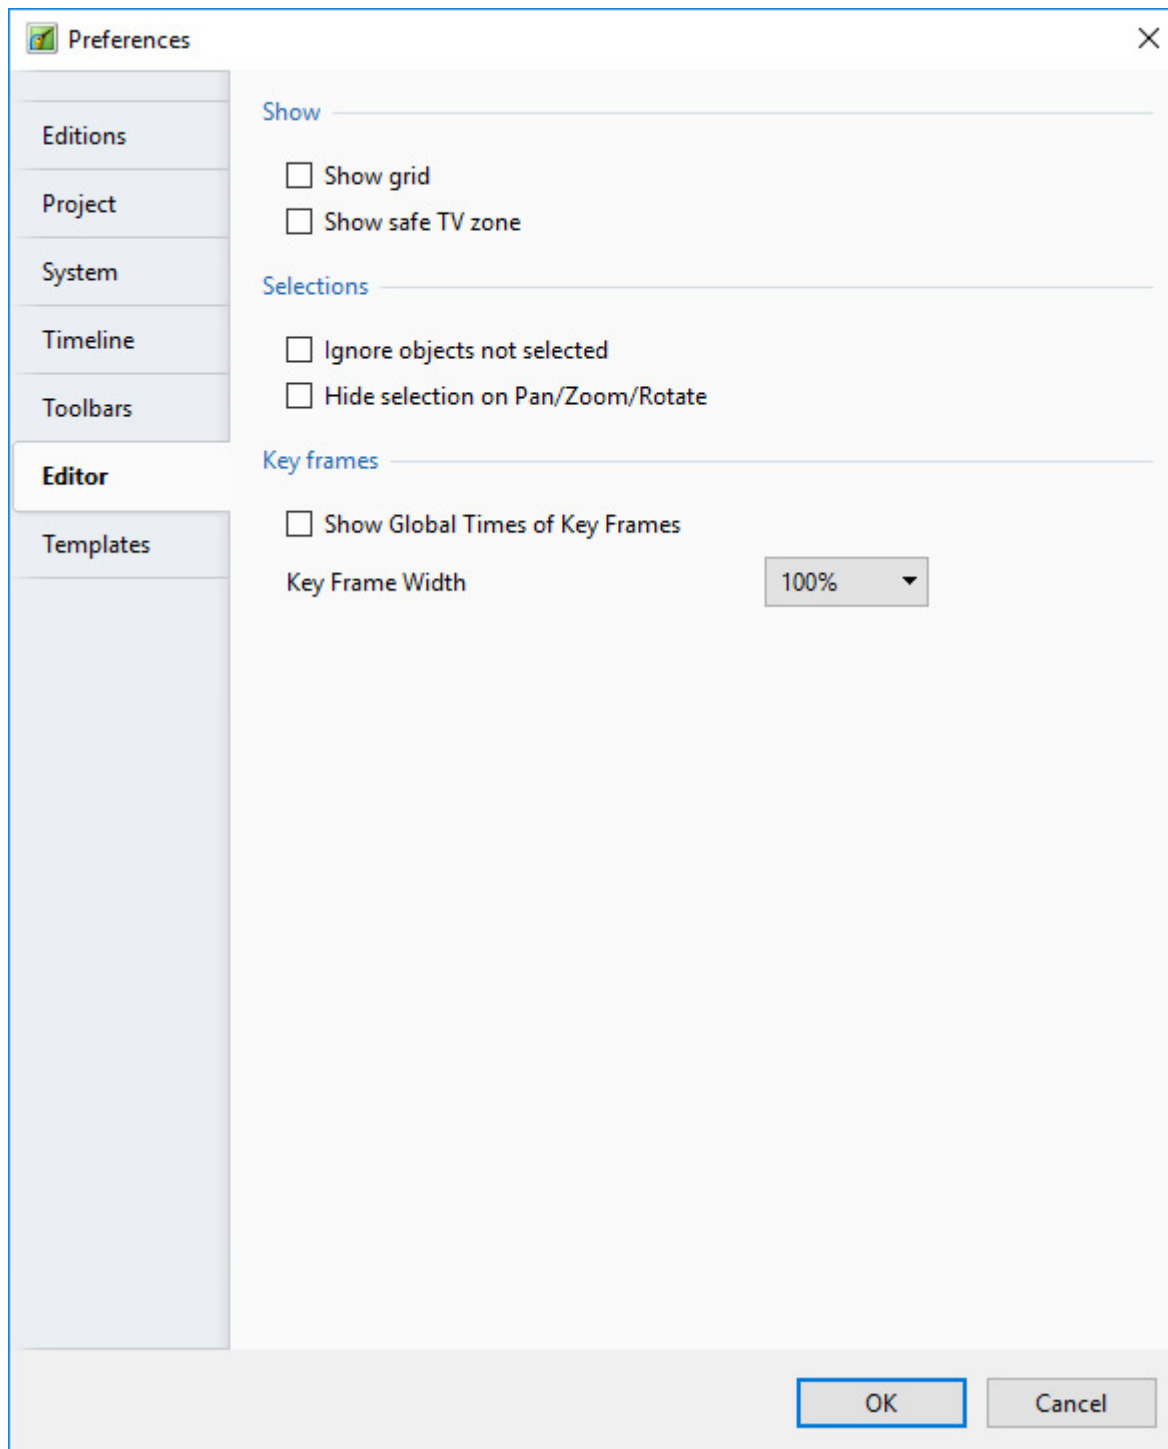 Preferences
Editions
Project
System
Timeline
Toolbars
Editor
Templates
Show
Show grid
Show safe TV zone
Selections
Ignore objects not selected
Hide selection on Pan/Zoom/Rotate
Key frames
Show Global Times of Key Frames
Key Frame Width 100%
OK Cancel